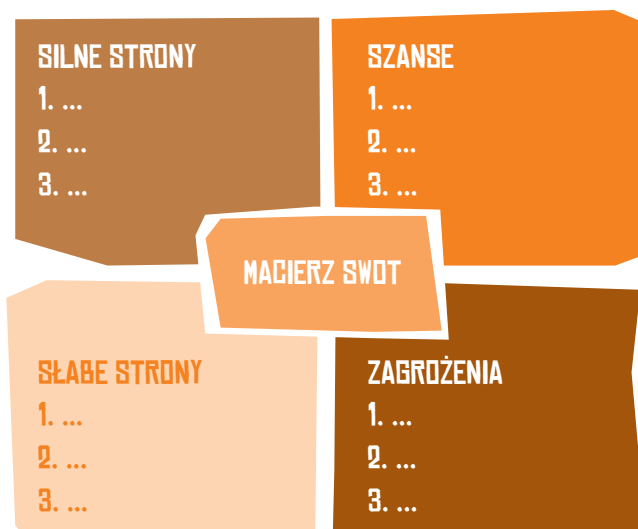 SILNE STRONY
1. ...
2. ...
3. ...
SZANSE
1. ...
2. ...
3. ...
MACIERZ SWOT
SŁABE STRONY
1. ...
2. ...
3. ...
ZAGROŻENIA
1. ...
2. ...
3. ...